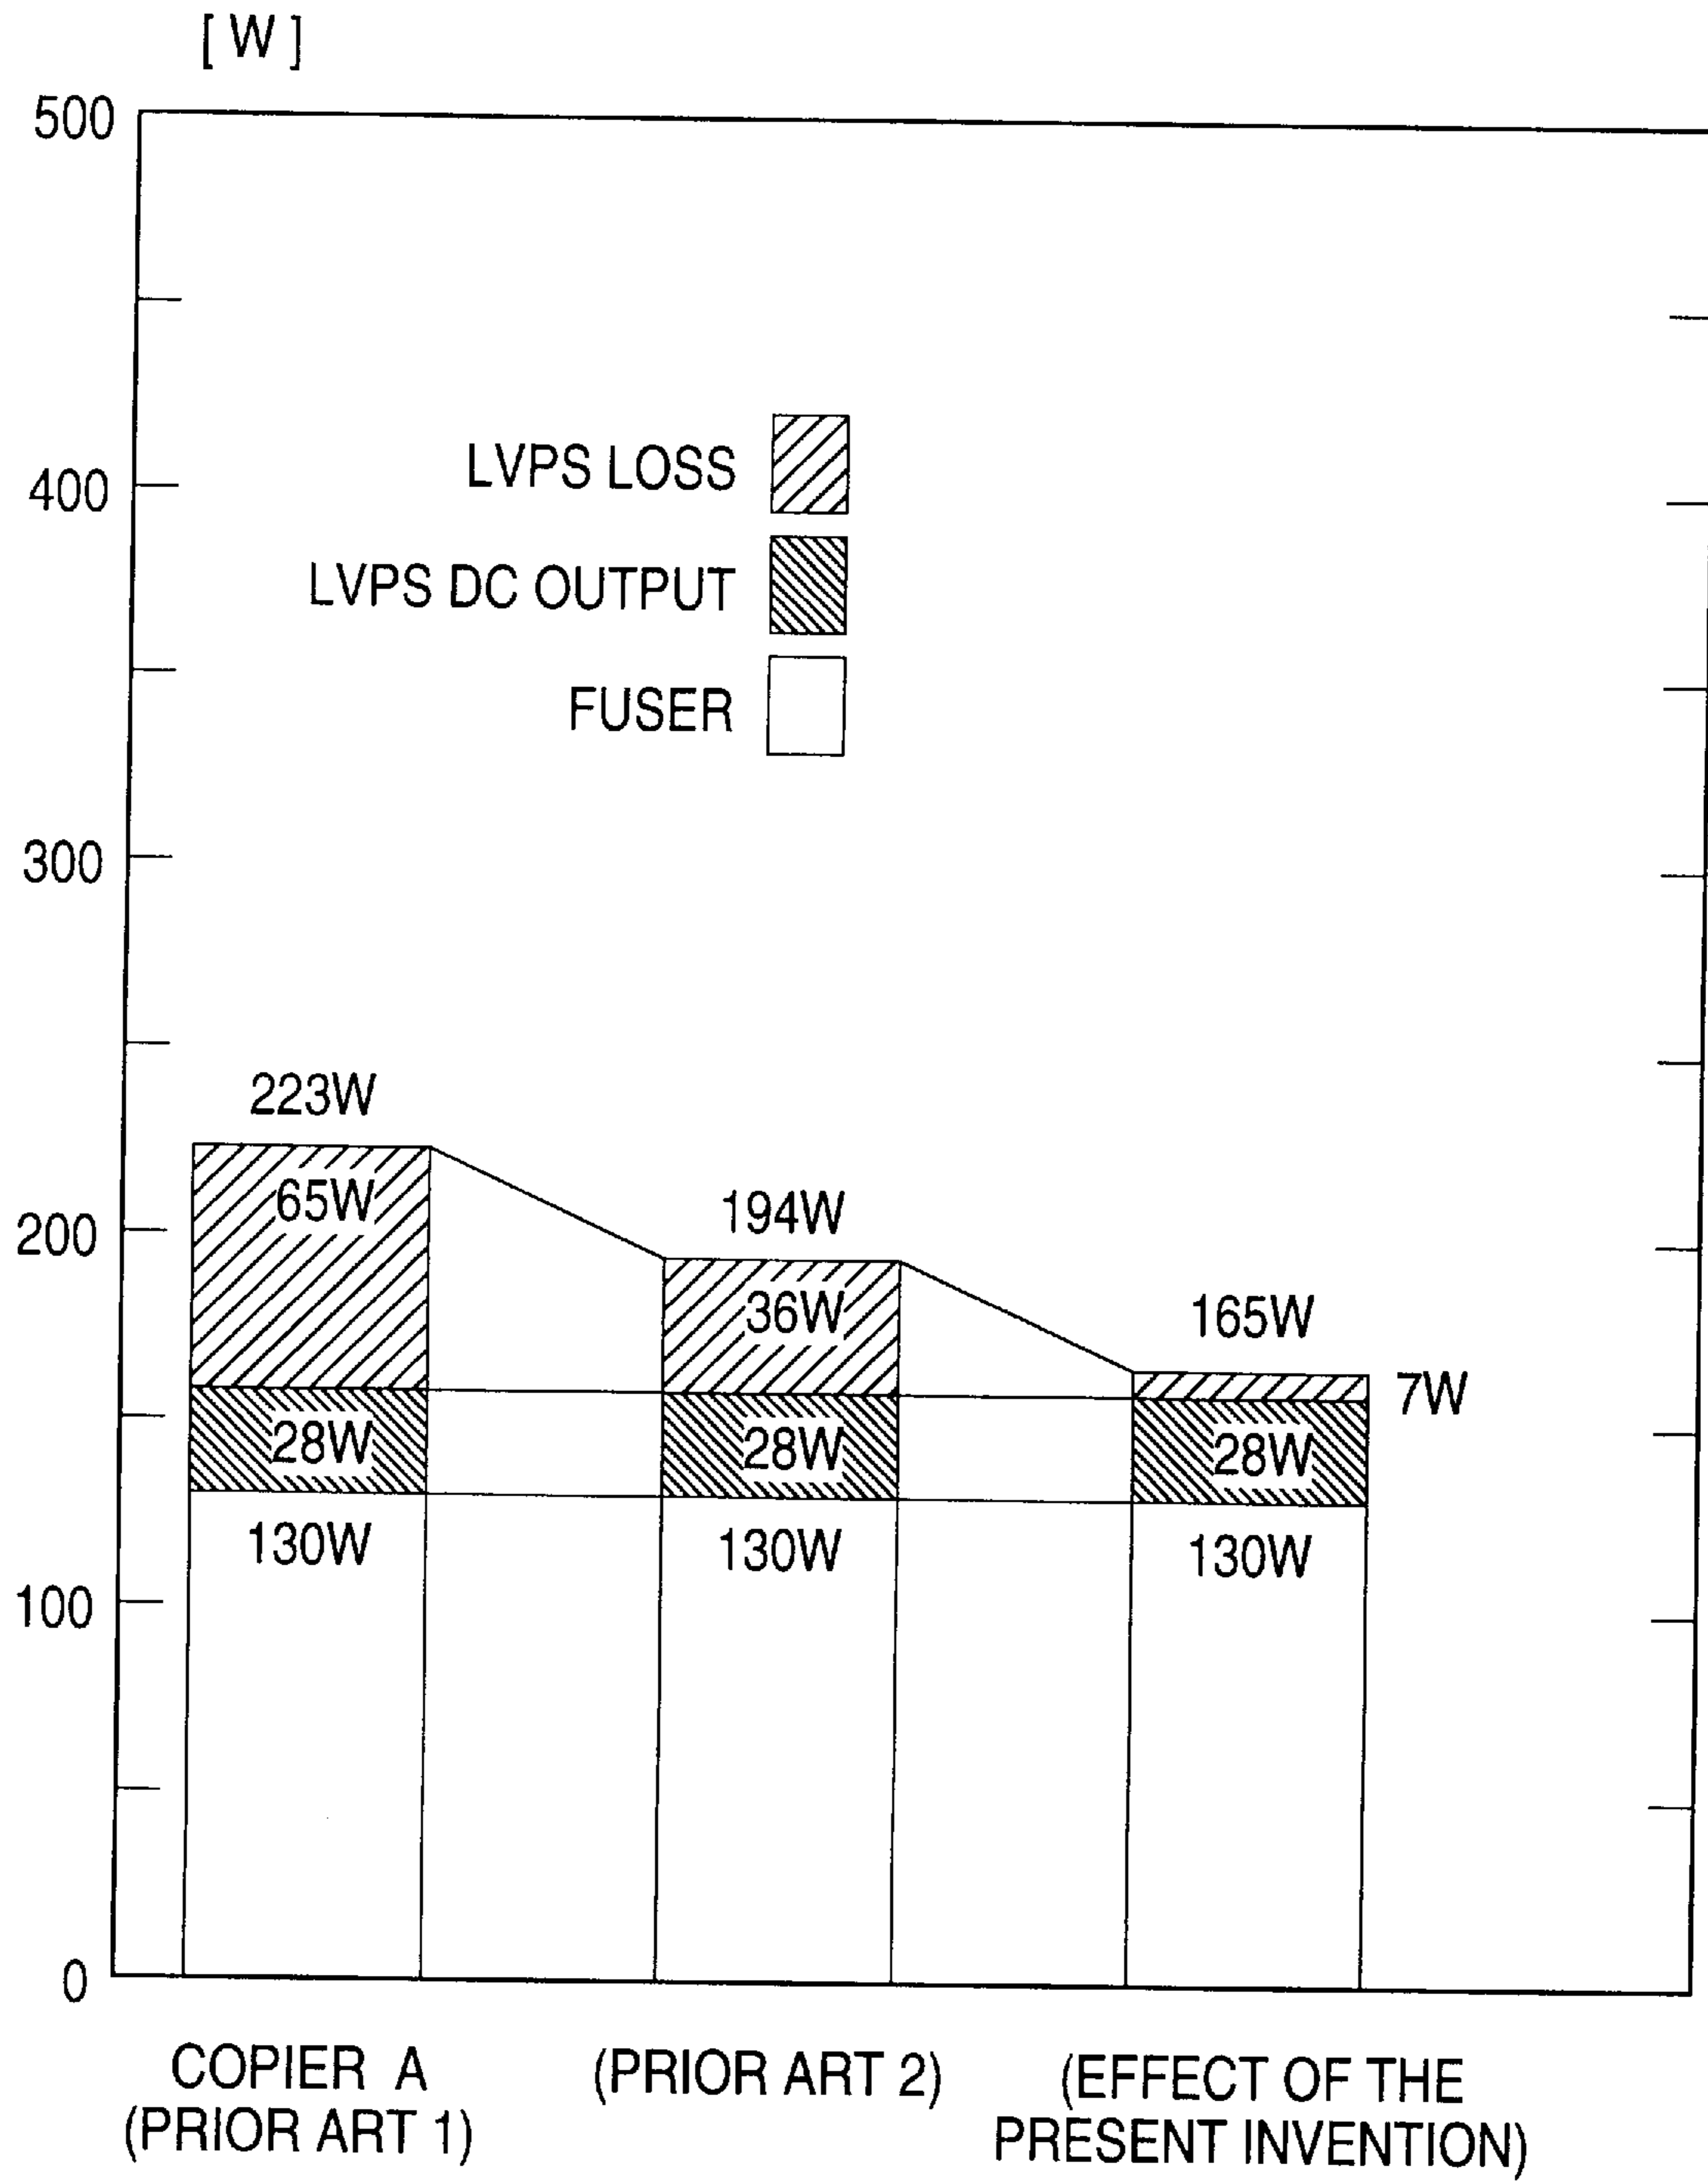 [ W ]
500
400
300
200
100
0
LVPS LOSS
LVPS DC OUTPUT
FUSER
223W
65W
28W
130W
194W
36W
28W
130W
165W
7W
28W
130W
COPIER A
(PRIOR ART 1)
(PRIOR ART 2)
(EFFECT OF THE
PRESENT INVENTION)